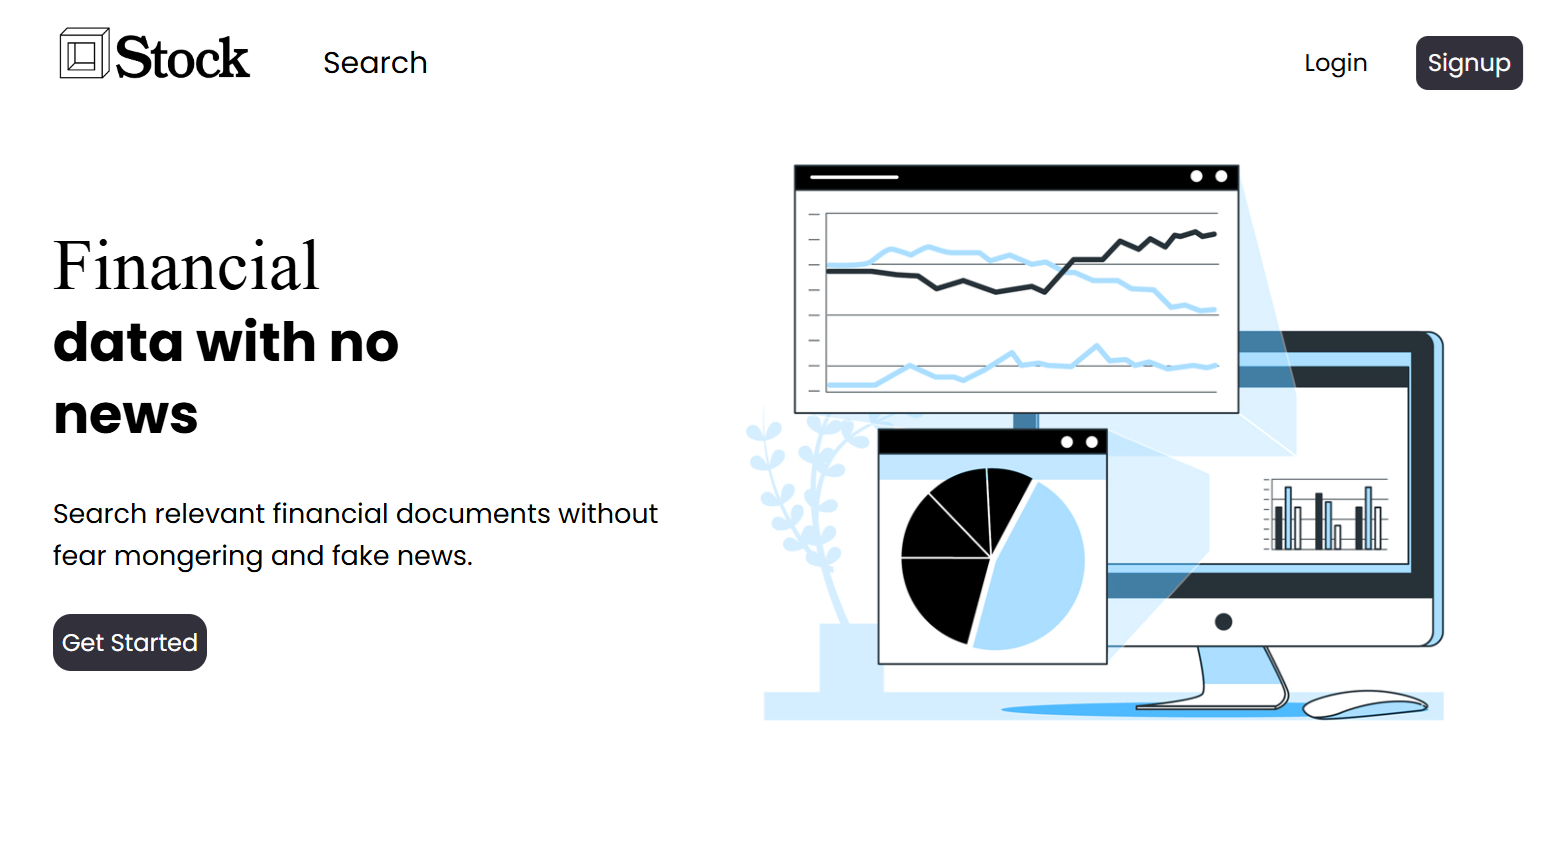 Stock
Search
Login
Signup
Financial
data with no
news
Search relevant financial documents without
fear mongering and fake news.
Get Started